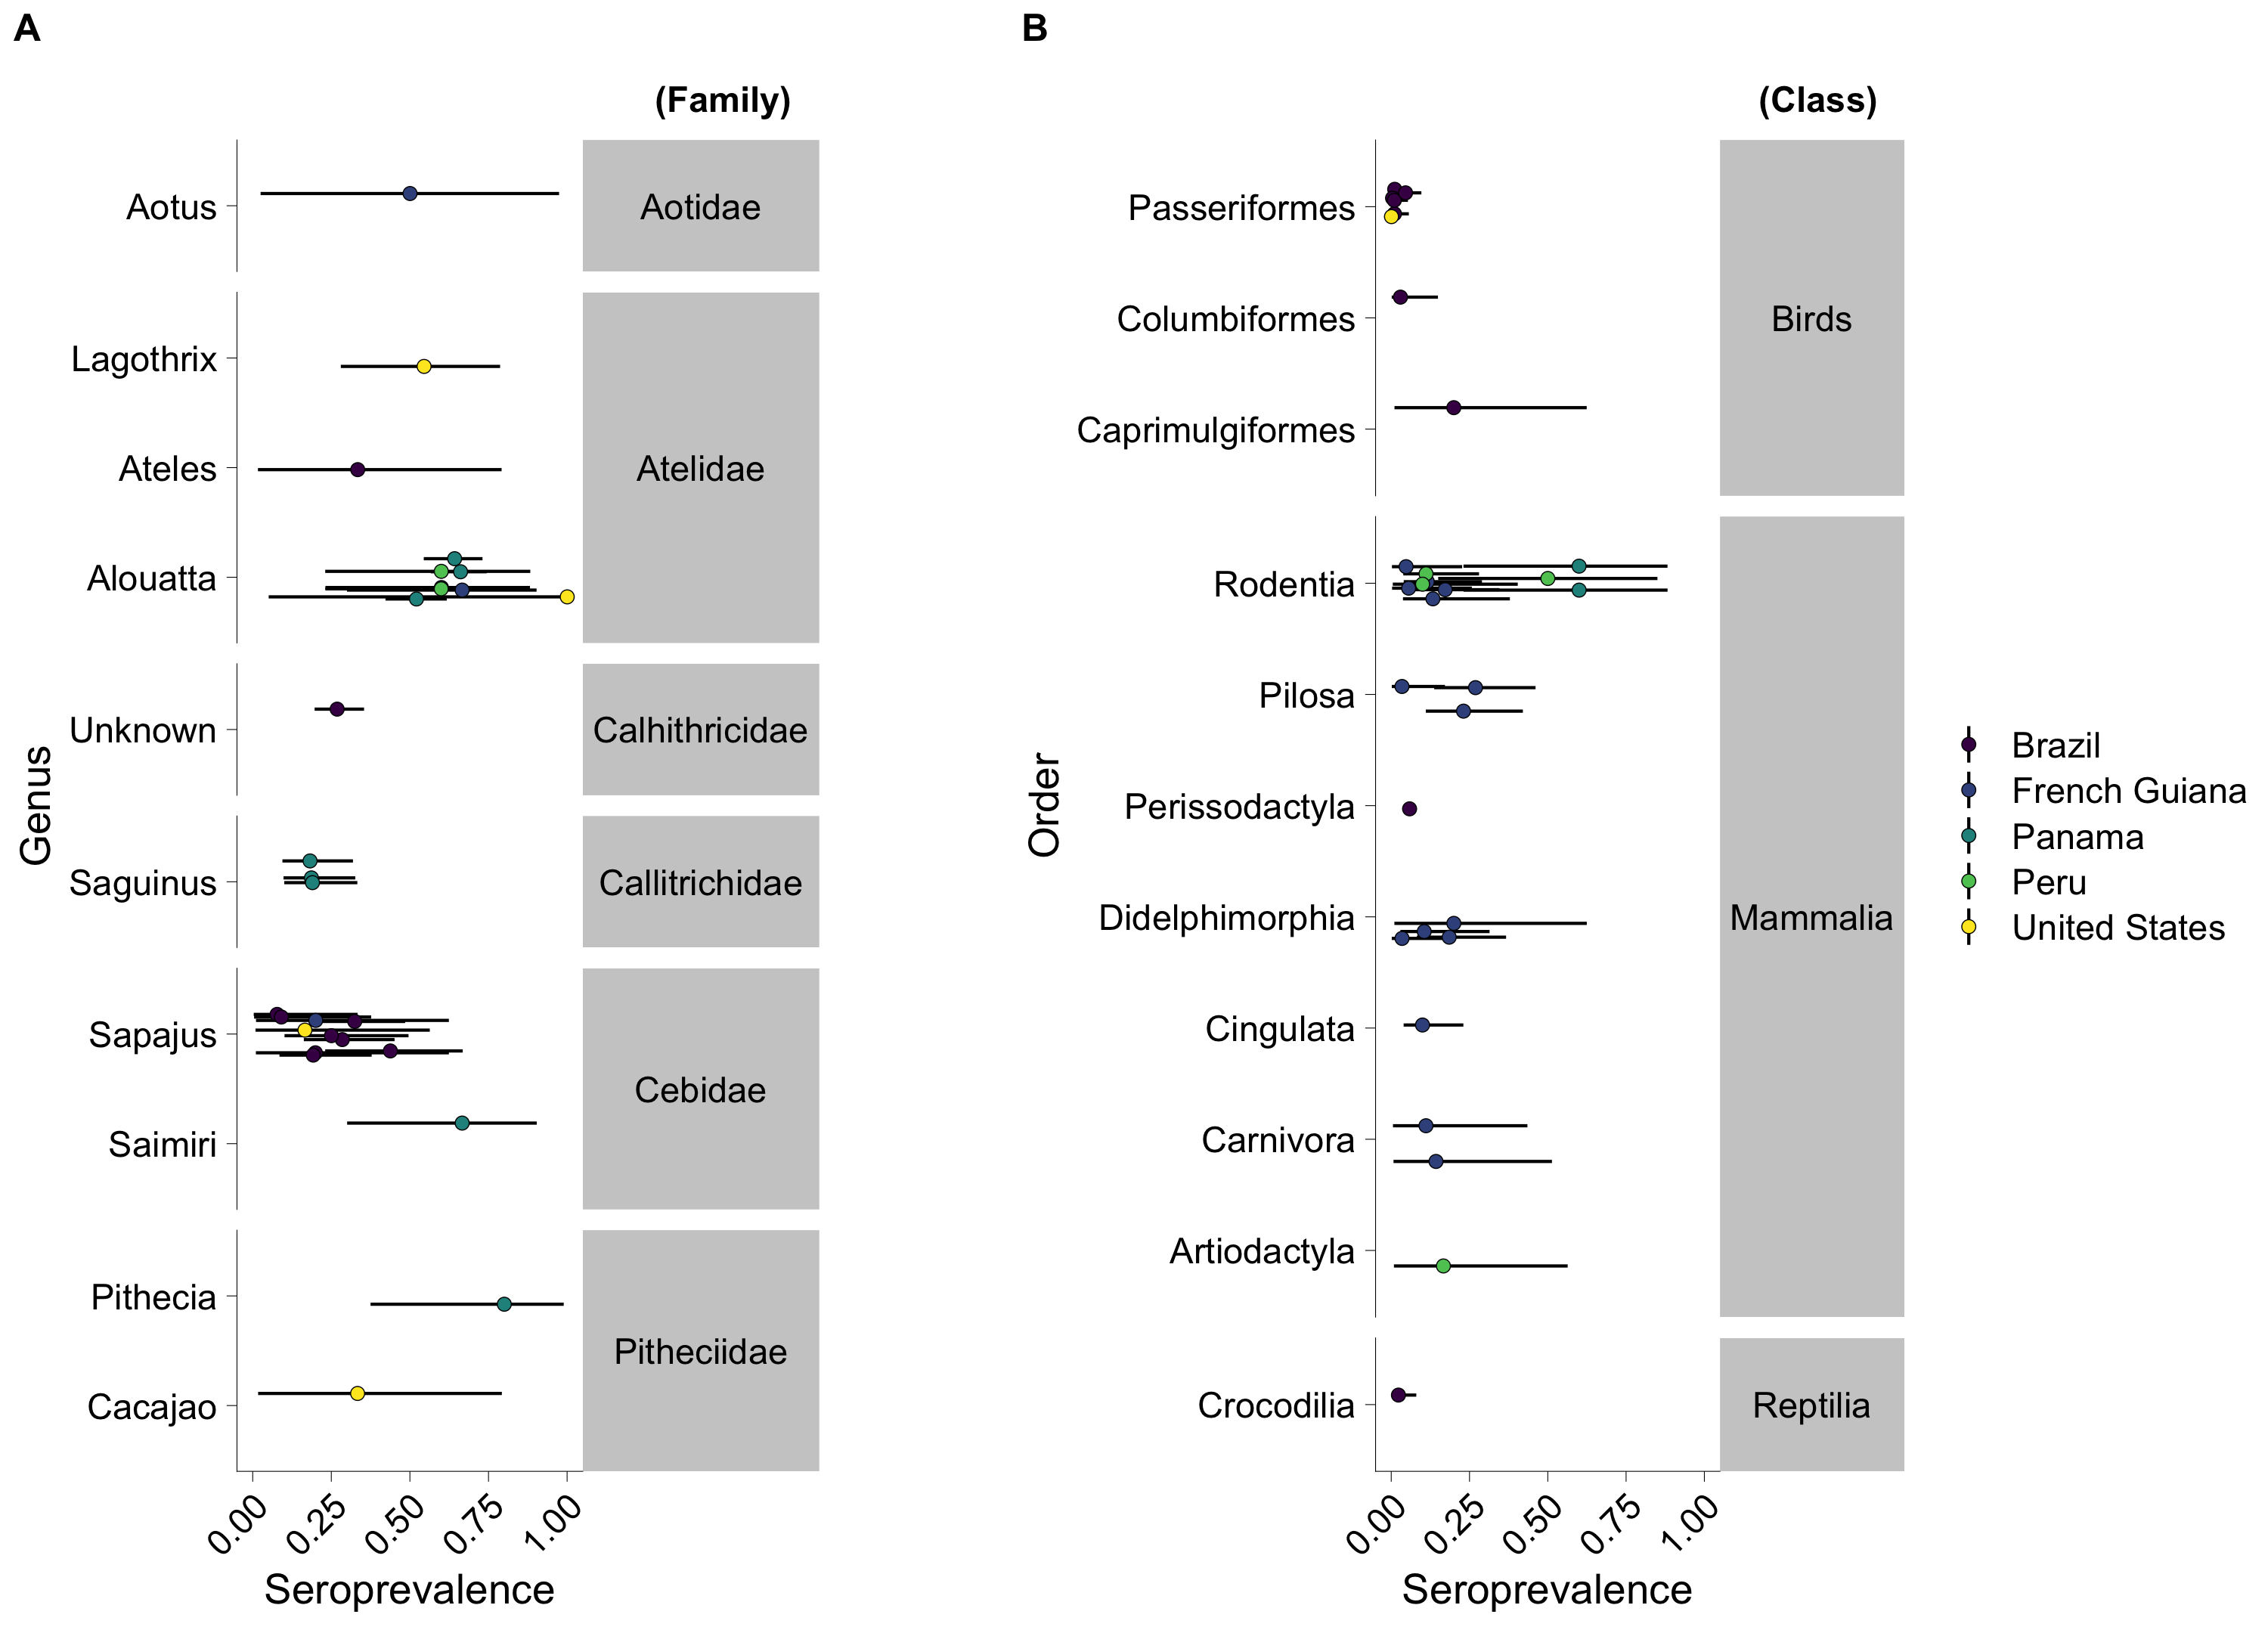 A
(Family)
Genus
Aotus
Aotidae
Lagothrix
Ateles
Alouatta
Atelidae
Unknown
Calhithricidae
Saguinus
Callitrichidae
Sapajus
Saimiri
Cebidae
Pithecia
Cacajao
Pitheciidae
0.00
0.25
0.50
0.75
1.00
Seroprevalence
B
(Class)
Order
Passeriformes
Columbiformes
Caprimulgiformes
Birds
Rodentia
Pilosa
Perissodactyla
Didelphimorphia
Cingulata
Carnivora
Artiodactyla
Mammalia
Crocodilia
Reptilia
0.00
0.25
0.50
0.75
1.00
Seroprevalence
Brazil
French Guiana
Panama
Peru
United States